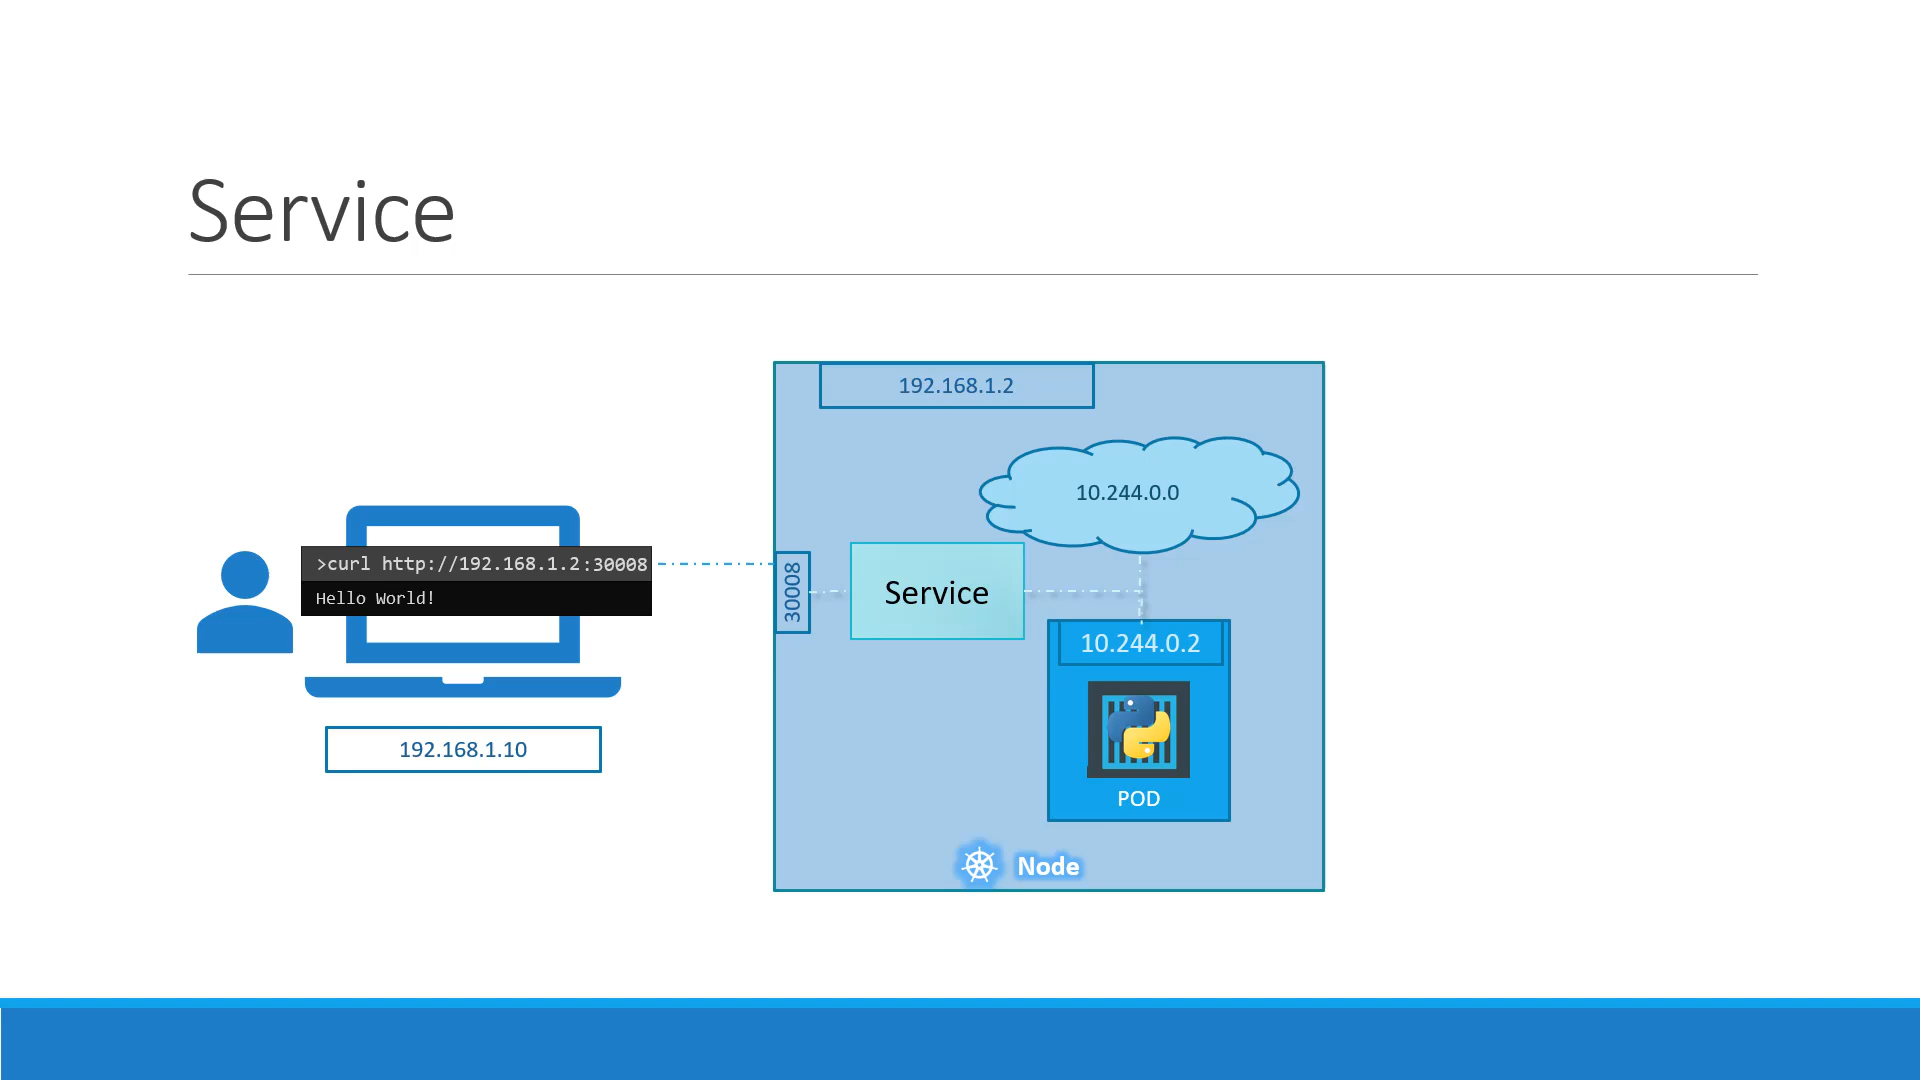 Service
192.168.1.2
10.244.0.0
>curl http://192.168.1.2:30008
Hello World!
30008
Service
10.244.0.2
192.168.1.10
POD
Node